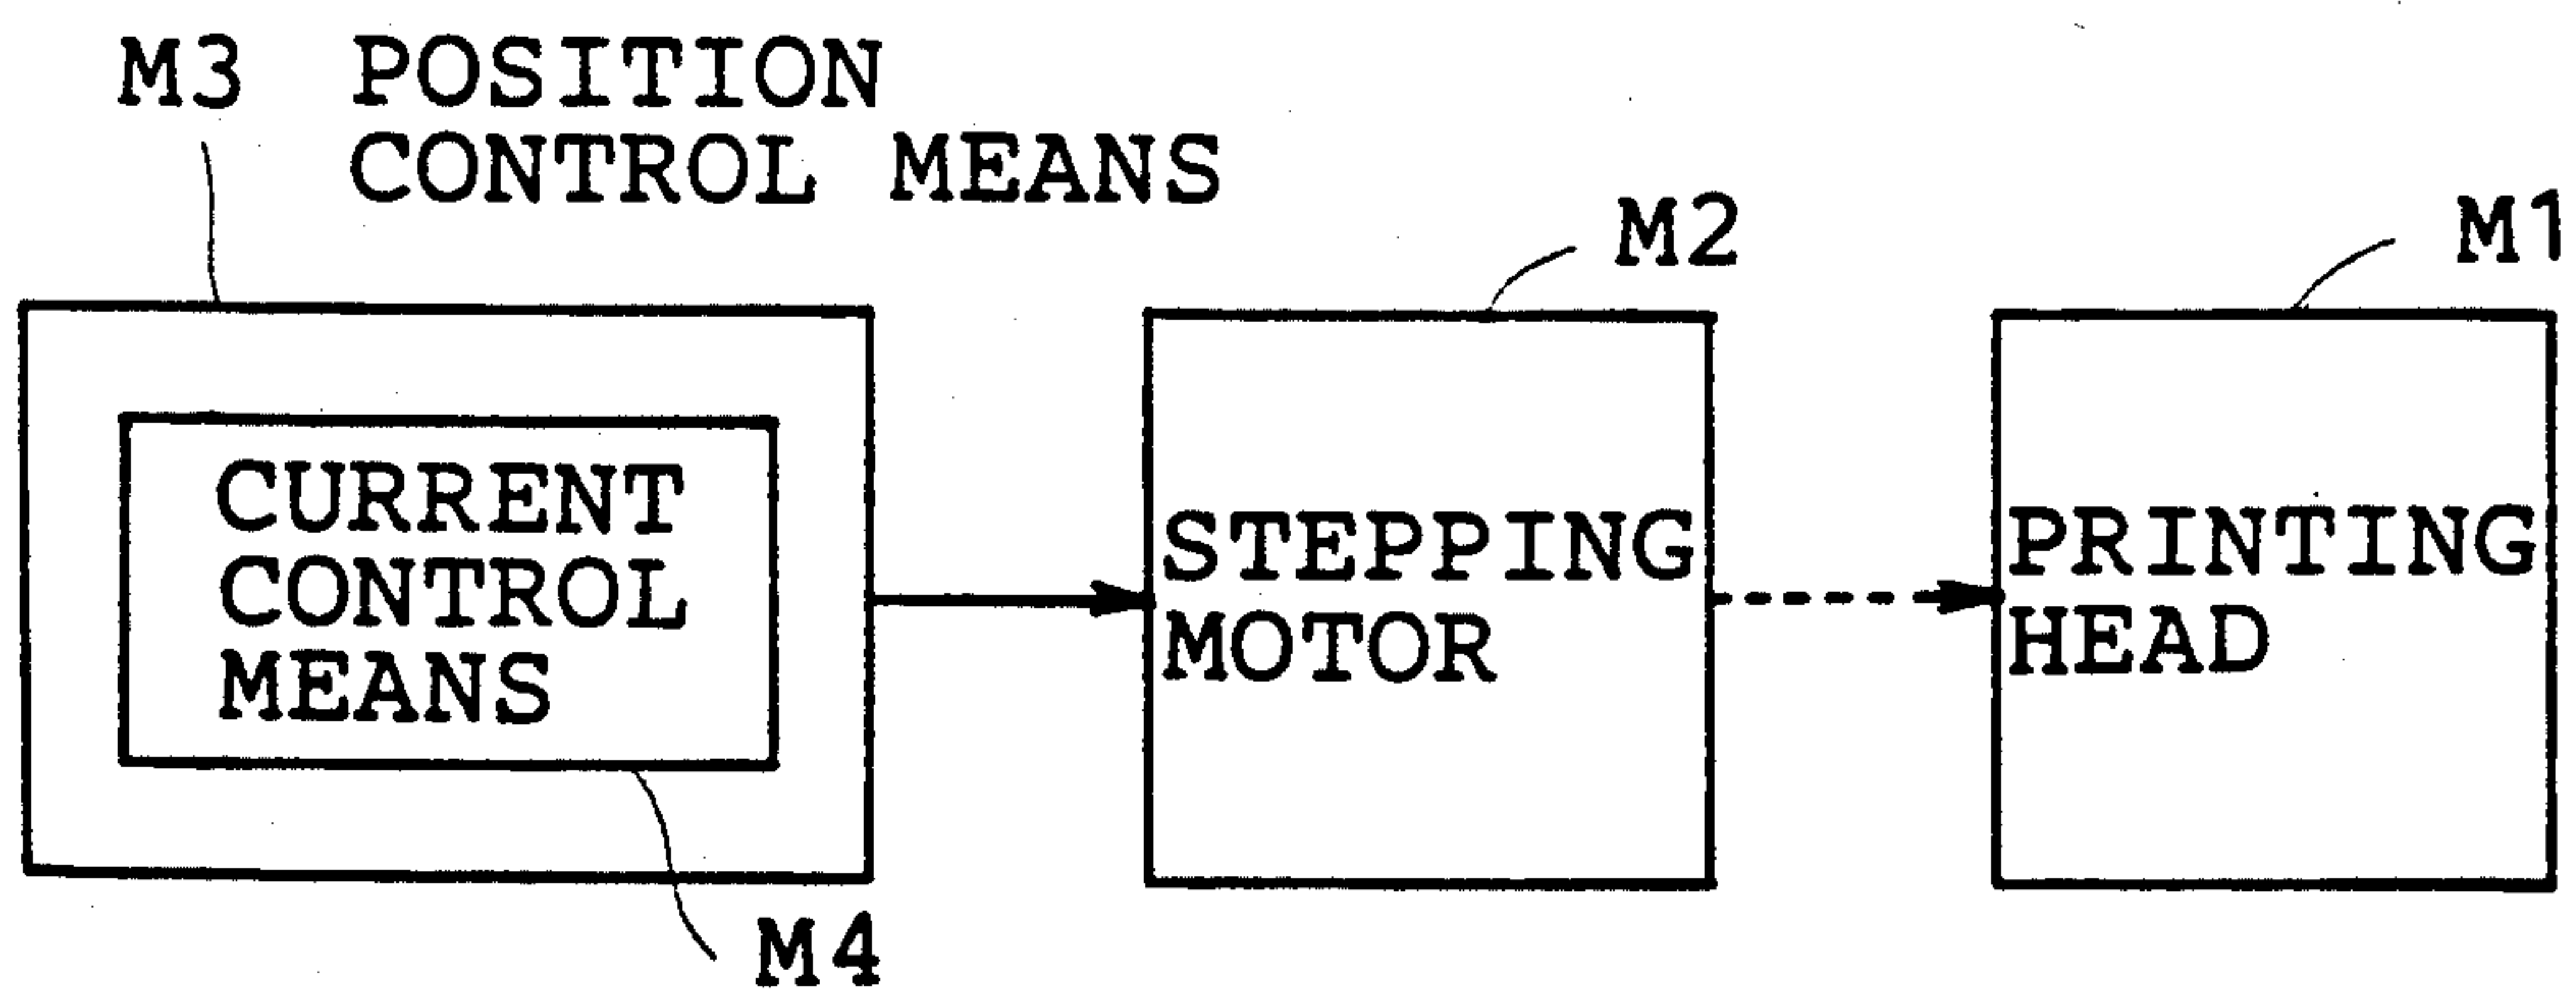 M3 POSITION
CONTROL MEANS
M2
M1
CURRENT
CONTROL
MEANS
STEPPING
MOTOR
PRINTING
HEAD
M4